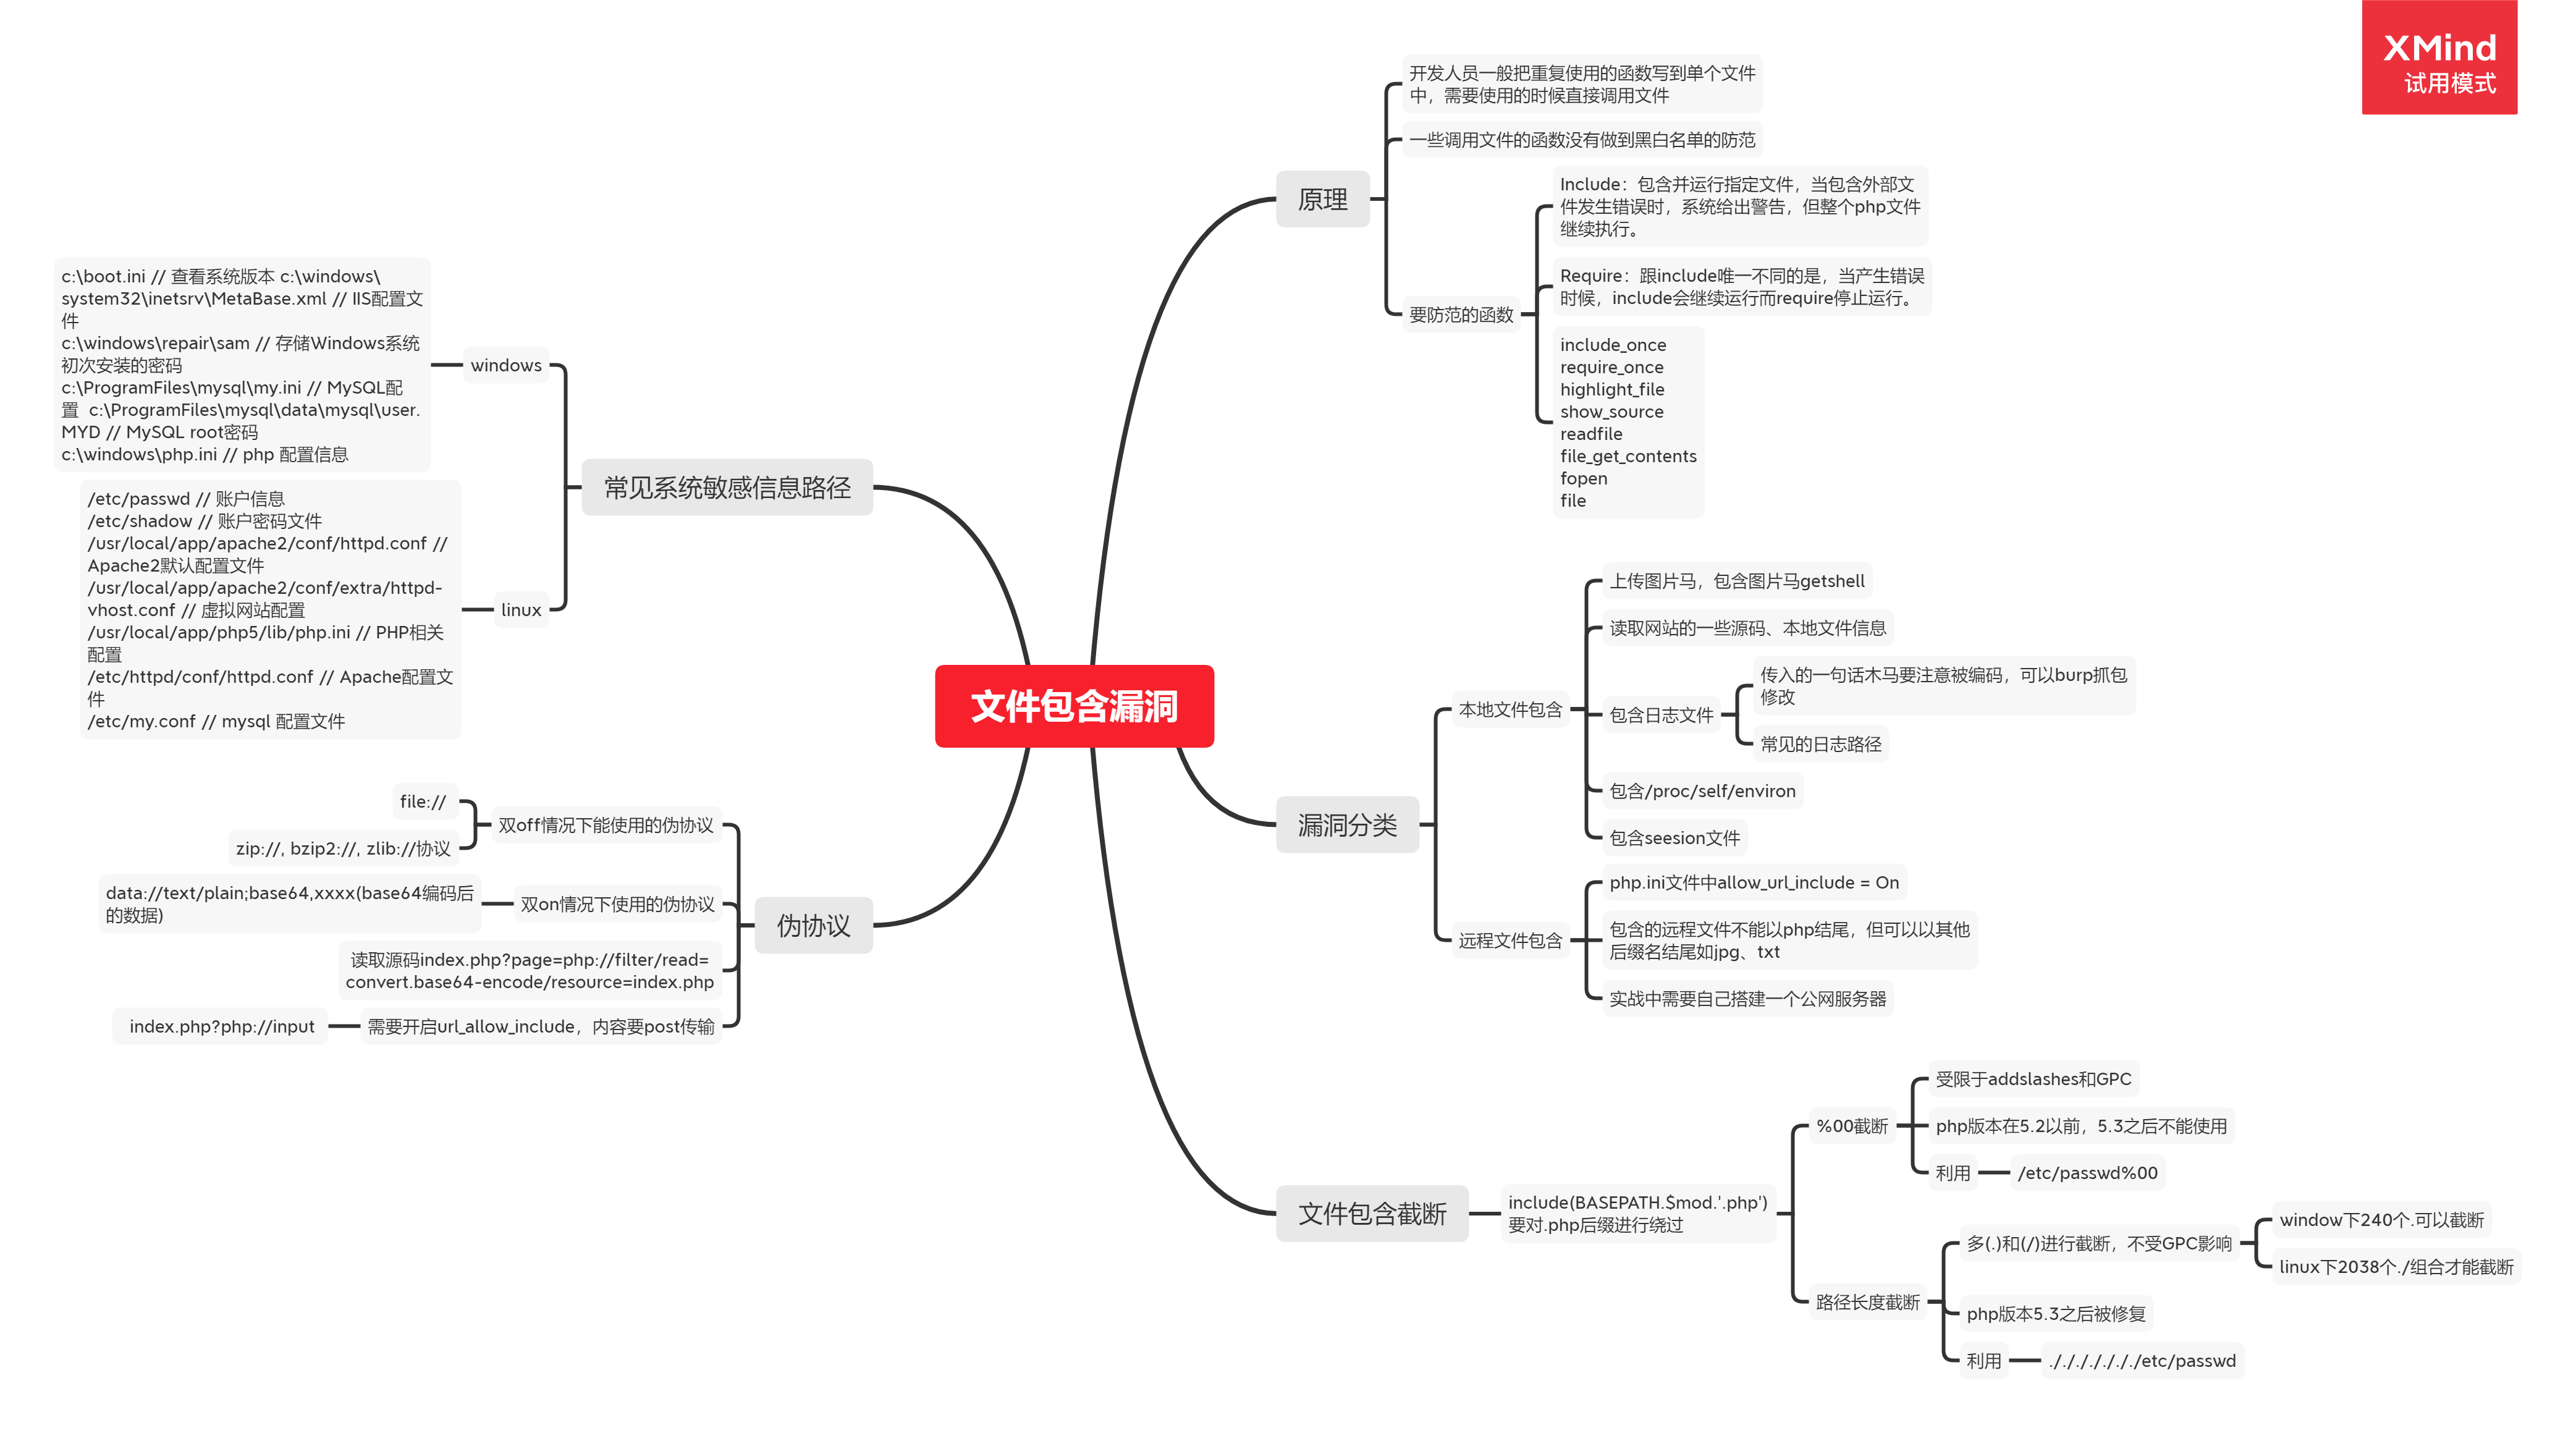 XMind
试用模式
文件包含漏洞
原理
开发人员一般把重复使用的函数写到单个文件
中，需要使用的时候直接调用文件
一些调用文件的函数没有做到黑白名单的防范
要防范的函数
Include：包含并运行指定文件，当包含外部文
件发生错误时，系统给出警告，但整个php文件
继续执行。
Require：跟include唯一不同的是，当产生错误
时候，include会继续运行而require停止运行。
include_once
require_once
highlight_file
show_source
readfile
file_get_contents
fopen
file
漏洞分类
本地文件包含
上传图片马，包含图片马getshell
读取网站的一些源码、本地文件信息
包含日志文件
传入的一句话木马要注意被编码，可以burp抓包
修改
常见的日志路径
包含/proc/self/environ
包含seesion文件
远程文件包含
php.ini文件中allow_url_include = On
包含的远程文件不能以php结尾，但可以以其他
后缀名结尾如jpg、txt
实战中需要自己搭建一个公网服务器
文件包含截断
include(BASEPATH.$mod.'.php')
要对.php后缀进行绕过
%00截断
受限于addslashes和GPC
php版本在5.2以前，5.3之后不能使用
利用
/etc/passwd%00
路径长度截断
多(.)和(/)进行截断，不受GPC影响
window下240个.可以截断
linux下2038个./组合才能截断
php版本5.3之后被修复
利用
././././././././etc/passwd
常见系统敏感信息路径
windows
c:\boot.ini // 查看系统版本 c:\windows\
system32\inetsrv\MetaBase.xml // IIS配置文
件
c:\windows\repair\sam // 存储Windows系统
初次安装的密码
c:\ProgramFiles\mysql\my.ini // MySQL配
置 c:\ProgramFiles\mysql\data\mysql\user.
MYD // MySQL root密码
c:\windows\php.ini // php 配置信息
linux
/etc/passwd // 账户信息
/etc/shadow // 账户密码文件
/usr/local/app/apache2/conf/httpd.conf //
Apache2默认配置文件
/usr/local/app/apache2/conf/extra/httpd-
vhost.conf // 虚拟网站配置
/usr/local/app/php5/lib/php.ini // PHP相关
配置
/etc/httpd/conf/httpd.conf // Apache配置文
件
/etc/my.conf // mysql 配置文件
伪协议
双off情况下能使用的伪协议
file://
zip://, bzip2://, zlib://协议
双on情况下使用的伪协议
data://text/plain;base64,xxxx(base64编码后
的数据)
读取源码index.php?page=php://filter/read=
convert.base64-encode/resource=index.php
需要开启url_allow_include，内容要post传输
index.php?php://input